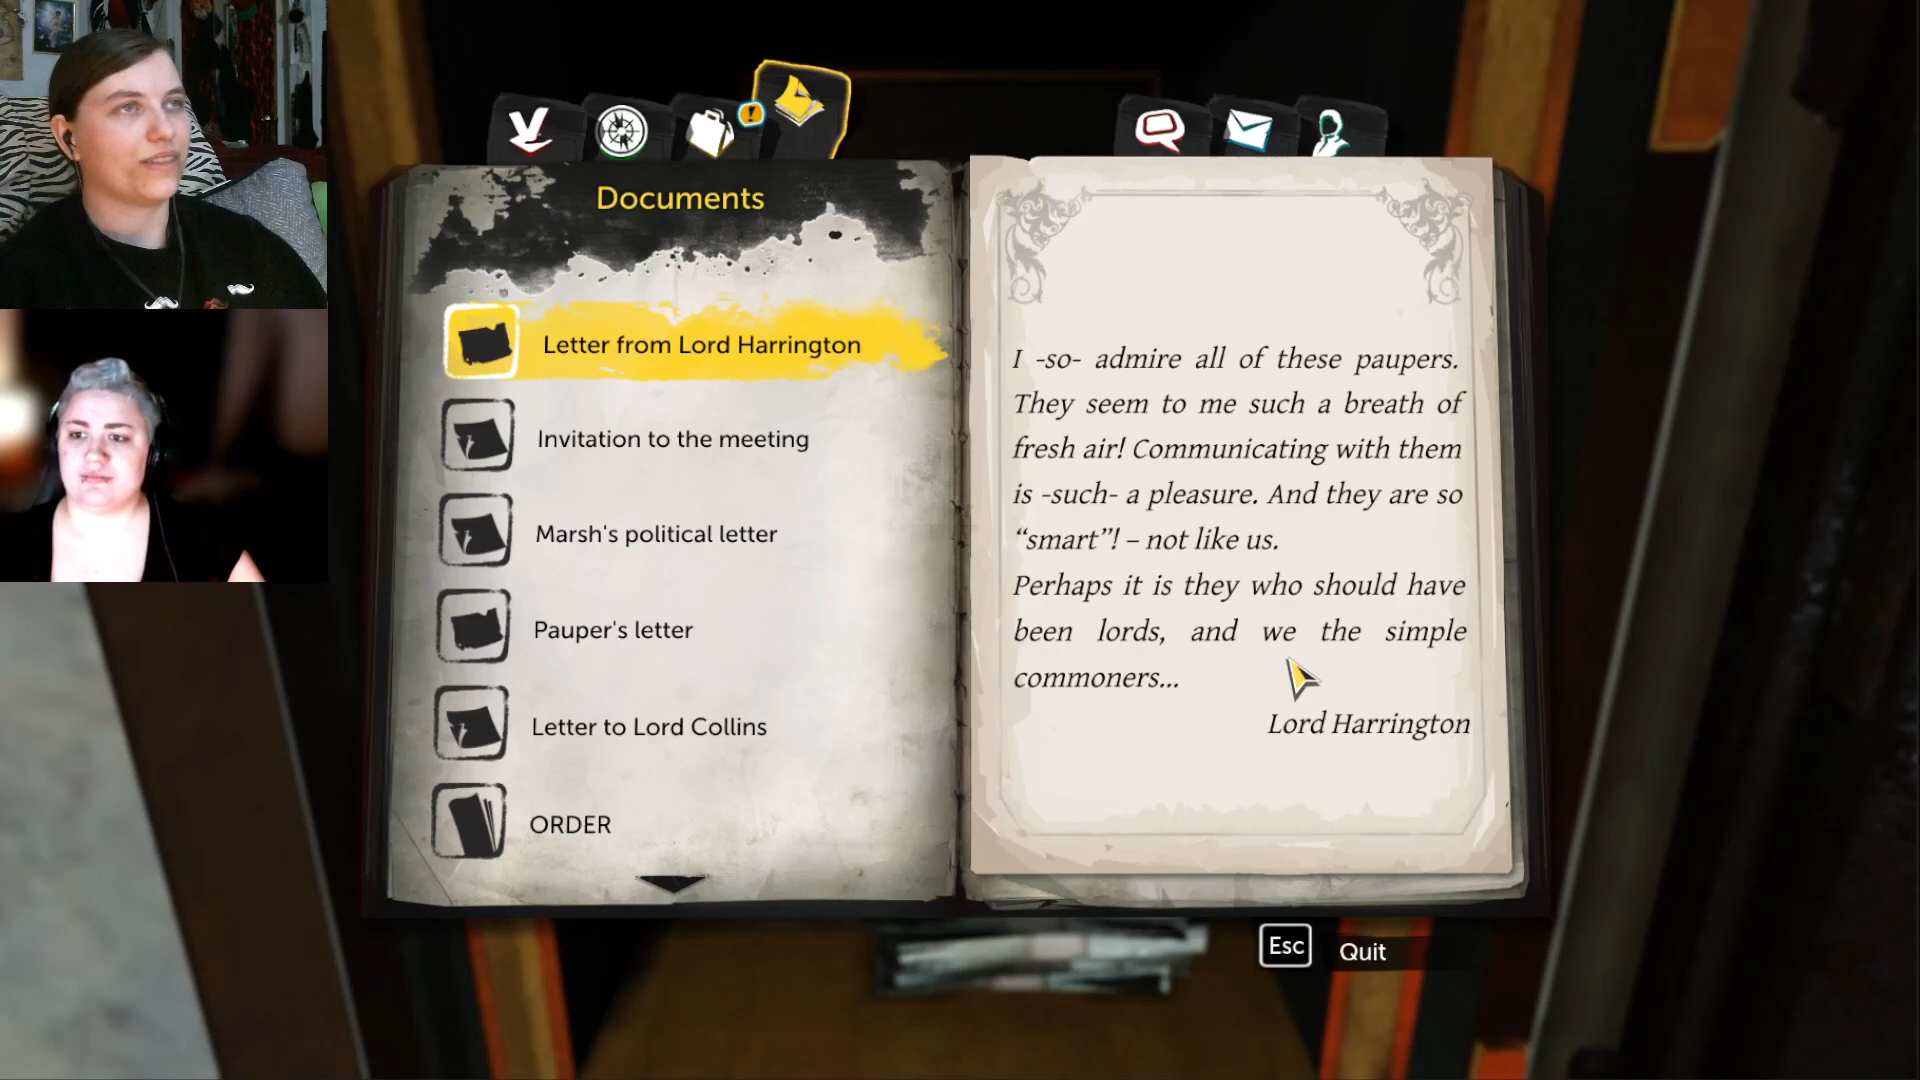 Documents
Letter from Lord Harrington
Invitation to the meeting
Marsh's political letter
Pauper's letter
Letter to Lord Collins
ORDER
I -so- admire all of these paupers.
They seem to me such a breath of
fresh air! Communicating with them
is -such- a pleasure. And they are so
“smart”! – not like us.
Perhaps it is they who should have
been lords, and we the simple
commoners...
Lord Harrington
Esc Quit